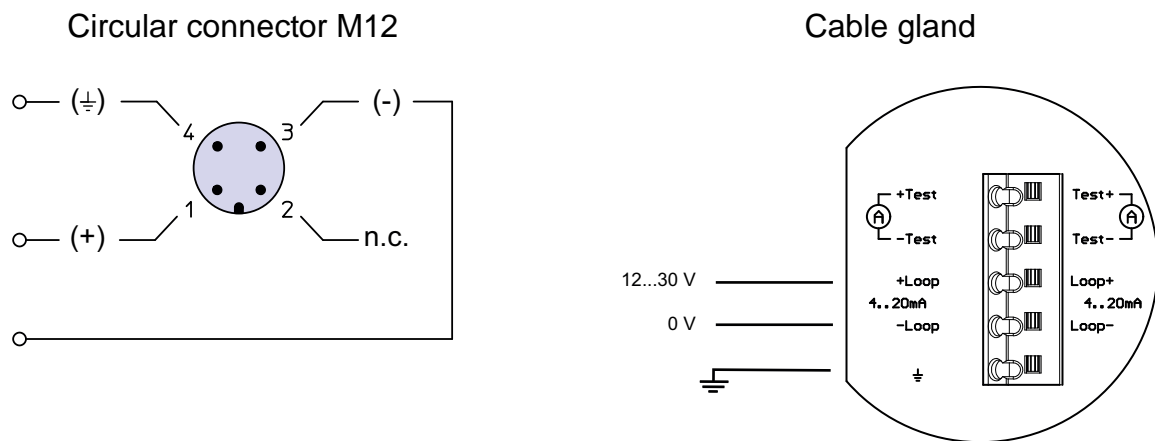 Circular connector M12
Cable gland
(⏚) (-)
4 3
1 2
(+) n.c.
+Test Test+
A A
-Test Test-
12...30 V +Loop Loop+
4..20mA 4..20mA
0 V -Loop Loop-